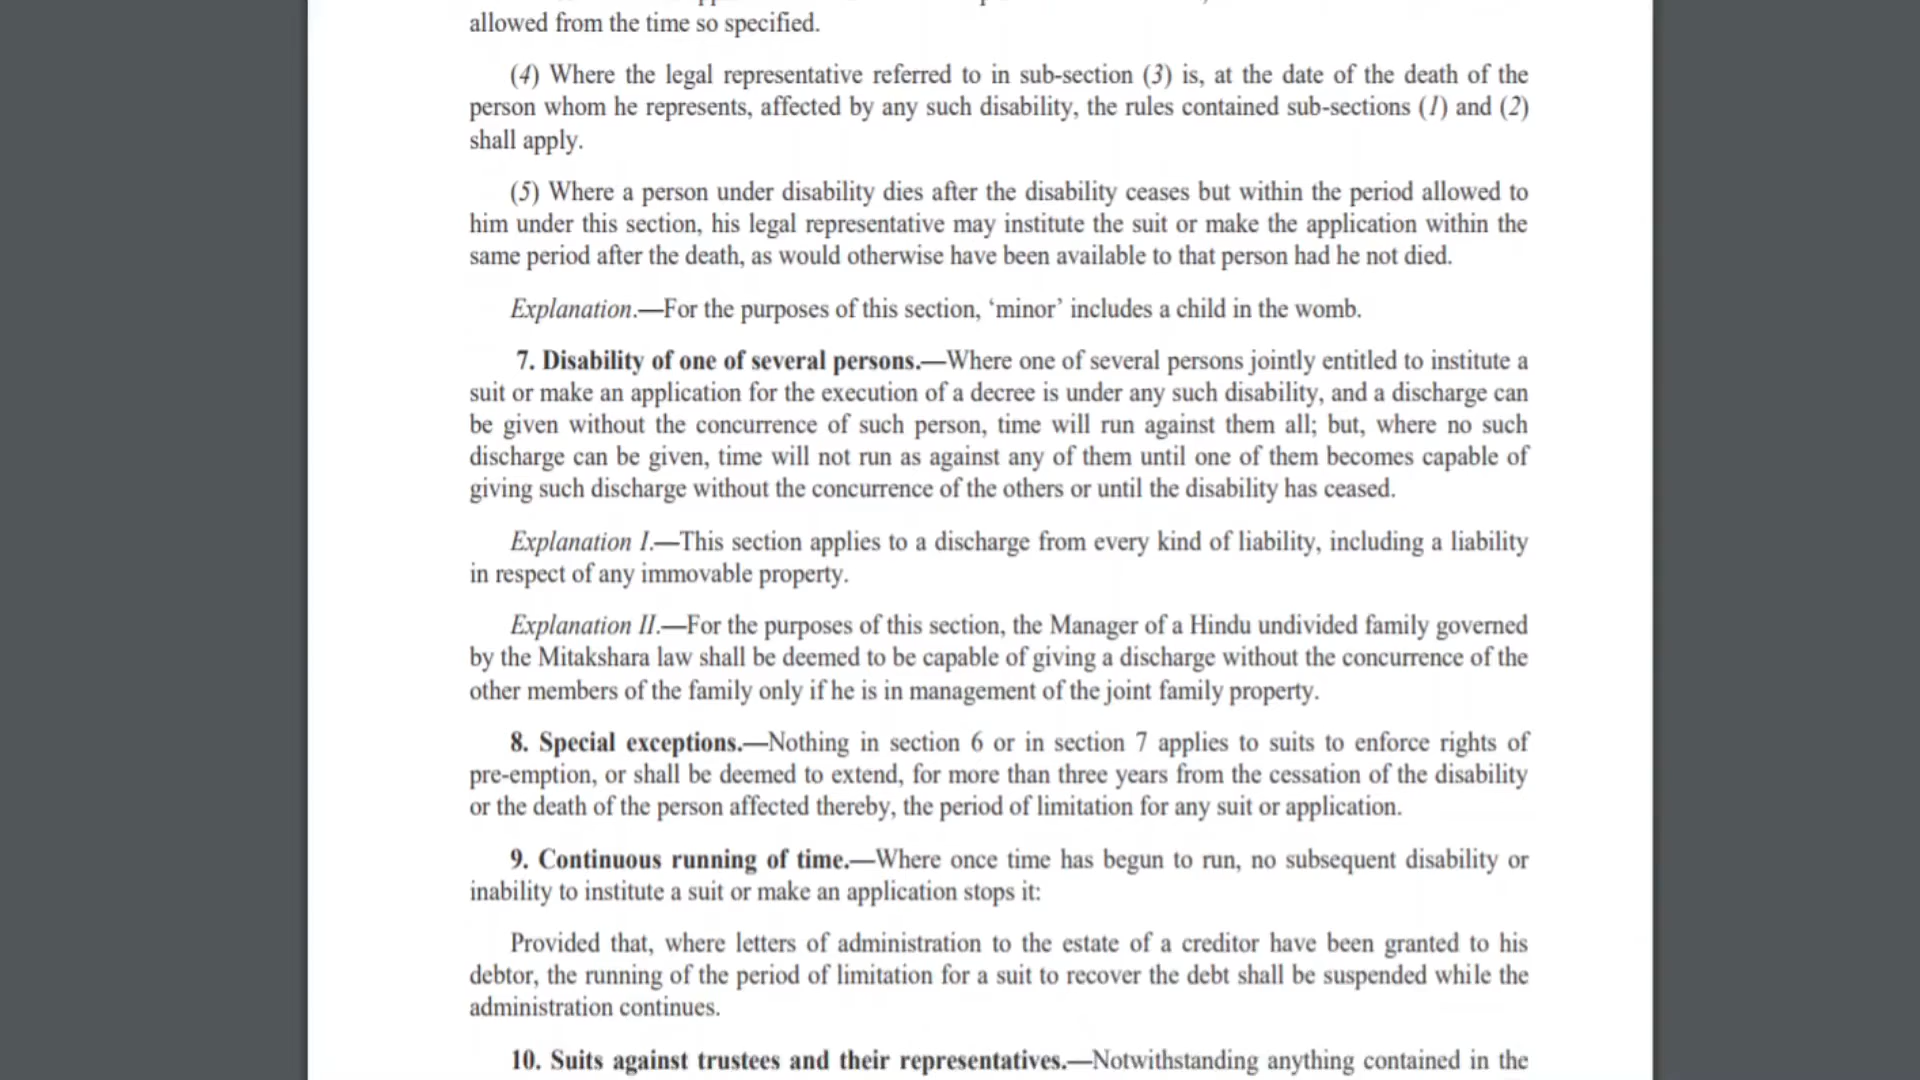 allowed from the time so specified.
(4) Where the legal representative referred to in sub-section (3) is, at the date of the death of the
person whom he represents, affected by any such disability, the rules contained sub-sections (1) and (2)
shall apply.
(5) Where a person under disability dies after the disability ceases but within the period allowed to
him under this section, his legal representative may institute the suit or make the application within the
same period after the death, as would otherwise have been available to that person had he not died.
Explanation.—For the purposes of this section, ‘minor’ includes a child in the womb.
7. Disability of one of several persons.—Where one of several persons jointly entitled to institute a
suit or make an application for the execution of a decree is under any such disability, and a discharge can
be given without the concurrence of such person, time will run against them all; but, where no such
discharge can be given, time will not run as against any of them until one of them becomes capable of
giving such discharge without the concurrence of the others or until the disability has ceased.
Explanation I.—This section applies to a discharge from every kind of liability, including a liability
in respect of any immovable property.
Explanation II.—For the purposes of this section, the Manager of a Hindu undivided family governed
by the Mitakshara law shall be deemed to be capable of giving a discharge without the concurrence of the
other members of the family only if he is in management of the joint family property.
8. Special exceptions.—Nothing in section 6 or in section 7 applies to suits to enforce rights of
pre-emption, or shall be deemed to extend, for more than three years from the cessation of the disability
or the death of the person affected thereby, the period of limitation for any suit or application.
9. Continuous running of time.—Where once time has begun to run, no subsequent disability or
inability to institute a suit or make an application stops it:
Provided that, where letters of administration to the estate of a creditor have been granted to his
debtor, the running of the period of limitation for a suit to recover the debt shall be suspended while the
administration continues.
10. Suits against trustees and their representatives.—Notwithstanding anything contained in the